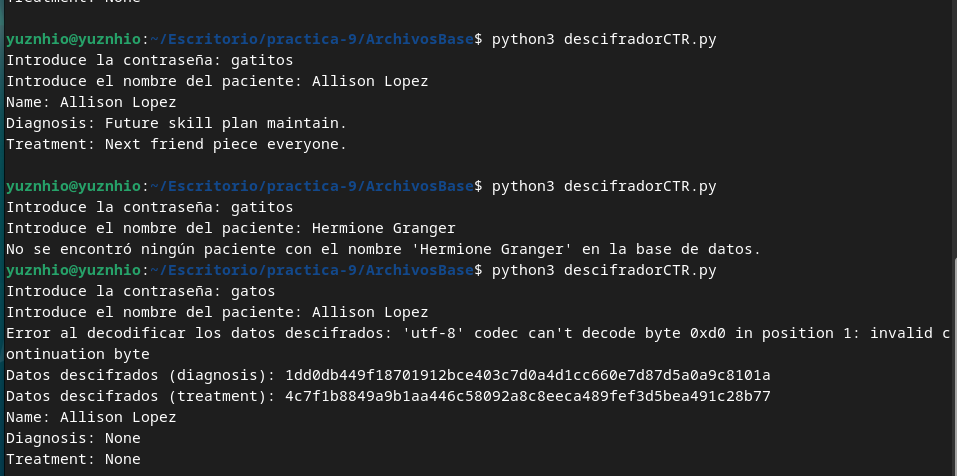 Treatment: None
yuznhio@yuznhio:~/Escritorio/practica-9/ArchivosBase$ python3 descifradorCTR.py
Introduce la contraseña: gatitos
Introduce el nombre del paciente: Allison Lopez
Name: Allison Lopez
Diagnosis: Future skill plan maintain.
Treatment: Next friend piece everyone.
yuznhio@yuznhio:~/Escritorio/practica-9/ArchivosBase$ python3 descifradorCTR.py
Introduce la contraseña: gatitos
Introduce el nombre del paciente: Hermione Granger
No se encontró ningún paciente con el nombre 'Hermione Granger' en la base de datos.
yuznhio@yuznhio:~/Escritorio/practica-9/ArchivosBase$ python3 descifradorCTR.py
Introduce la contraseña: gatos
Introduce el nombre del paciente: Allison Lopez
Error al decodificar los datos descifrados: 'utf-8' codec can't decode byte 0xd0 in position 1: invalid c
ontinuation byte
Datos descifrados (diagnosis): 1dd0db449f18701912bce403c7d0a4d1cc660e7d87d5a0a9c8101a
Datos descifrados (treatment): 4c7f1b8849a9b1aa446c58092a8c8eeca489fef3d5bea491c28b77
Name: Allison Lopez
Diagnosis: None
Treatment: None